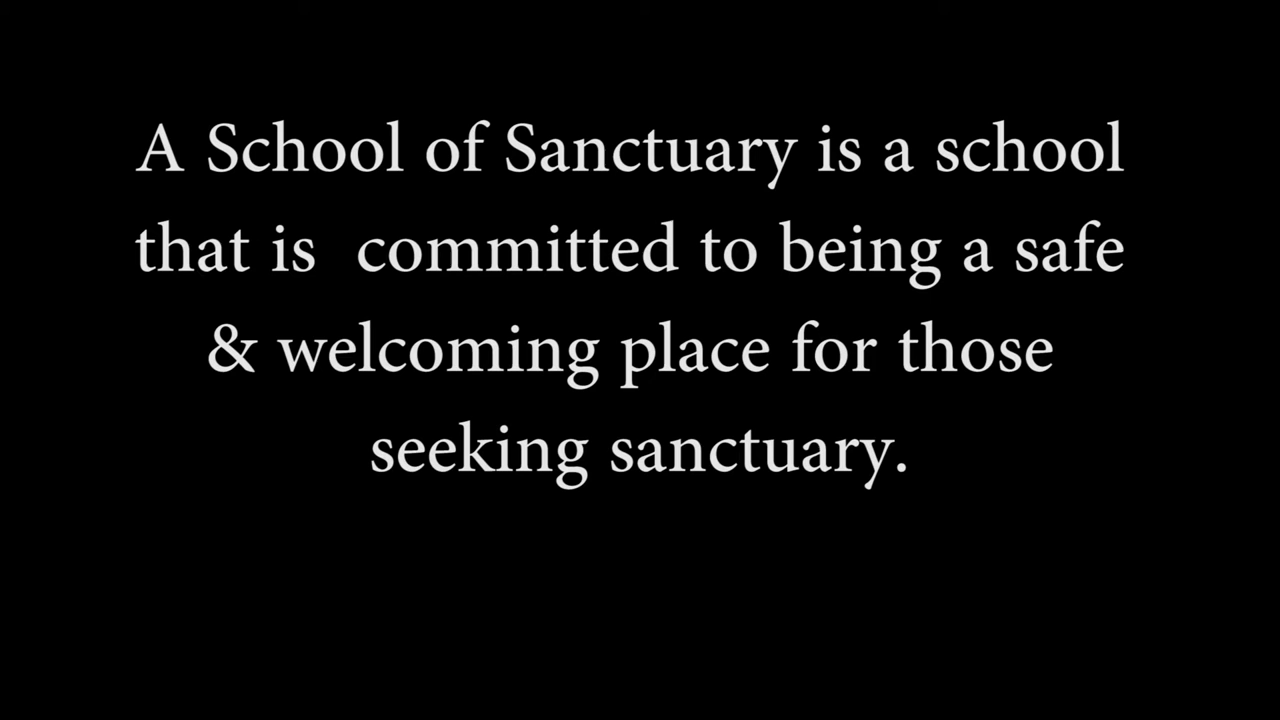 A School of Sanctuary is a school
that is  committed to being a safe
& welcoming place for those
seeking sanctuary.